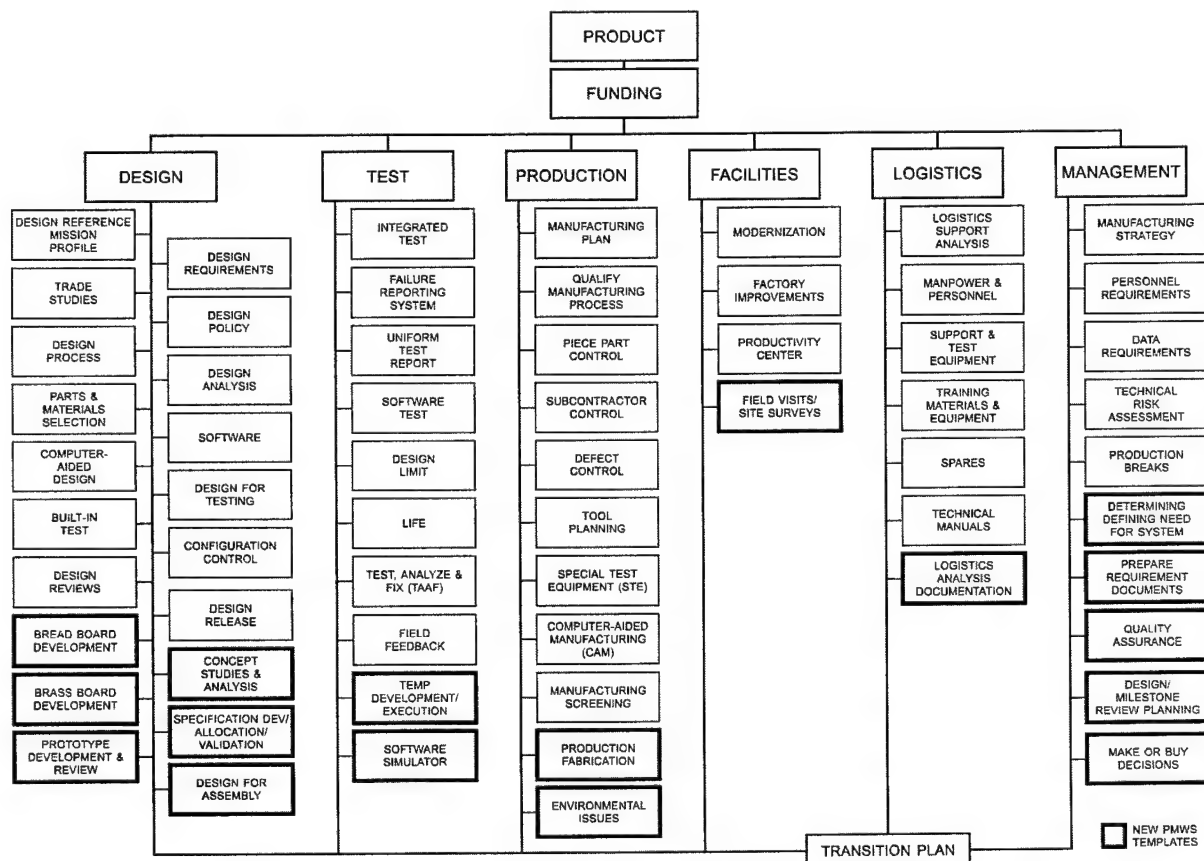 PRODUCT
FUNDING
DESIGN
TEST
PRODUCTION
FACILITIES
LOGISTICS
MANAGEMENT
DESIGN REFERENCE
MISSION
PROFILE
TRADE
STUDIES
DESIGN
PROCESS
PARTS &
MATERIALS
SELECTION
COMPUTER-
AIDED
DESIGN
BUILT-IN
TEST
DESIGN
REVIEWS
BREAD BOARD
DEVELOPMENT
BRASS BOARD
DEVELOPMENT
PROTOTYPE
DEVELOPMENT &
REVIEW
DESIGN
REQUIREMENTS
DESIGN
POLICY
DESIGN
ANALYSIS
SOFTWARE
DESIGN FOR
TESTING
CONFIGURATION
CONTROL
DESIGN
RELEASE
CONCEPT
STUDIES &
ANALYSIS
SPECIFICATION DEV/
ALLOCATION/
VALIDATION
DESIGN FOR
ASSEMBLY
INTEGRATED
TEST
FAILURE
REPORTING
SYSTEM
UNIFORM
TEST
REPORT
SOFTWARE
TEST
DESIGN
LIMIT
LIFE
TEST, ANALYZE &
FIX (TAAF)
FIELD
FEEDBACK
TEMP
DEVELOPMENT/
EXECUTION
SOFTWARE
SIMULATOR
MANUFACTURING
PLAN
QUALIFY
MANUFACTURING
PROCESS
PIECE PART
CONTROL
SUBCONTRACTOR
CONTROL
DEFECT
CONTROL
TOOL
PLANNING
SPECIAL TEST
EQUIPMENT (STE)
COMPUTER-AIDED
MANUFACTURING
(CAM)
MANUFACTURING
SCREENING
PRODUCTION
FABRICATION
ENVIRONMENTAL
ISSUES
MODERNIZATION
FACTORY
IMPROVEMENTS
PRODUCTIVITY
CENTER
FIELD VISITS/
SITE SURVEYS
LOGISTICS
SUPPORT
ANALYSIS
MANPOWER &
PERSONNEL
SUPPORT &
TEST
EQUIPMENT
TRAINING
MATERIALS &
EQUIPMENT
SPARES
TECHNICAL
MANUALS
LOGISTICS
ANALYSIS
DOCUMENTATION
MANUFACTURING
STRATEGY
PERSONNEL
REQUIREMENTS
DATA
REQUIREMENTS
TECHNICAL
RISK
ASSESSMENT
PRODUCTION
BREAKS
DETERMINING
DEFINING NEED
FOR SYSTEM
PREPARE
REQUIREMENT
DOCUMENTS
QUALITY
ASSURANCE
DESIGN/
MILESTONE
REVIEW PLANNING
MAKE OR BUY
DECISIONS
TRANSITION PLAN
NEW PMWS
TEMPLATES